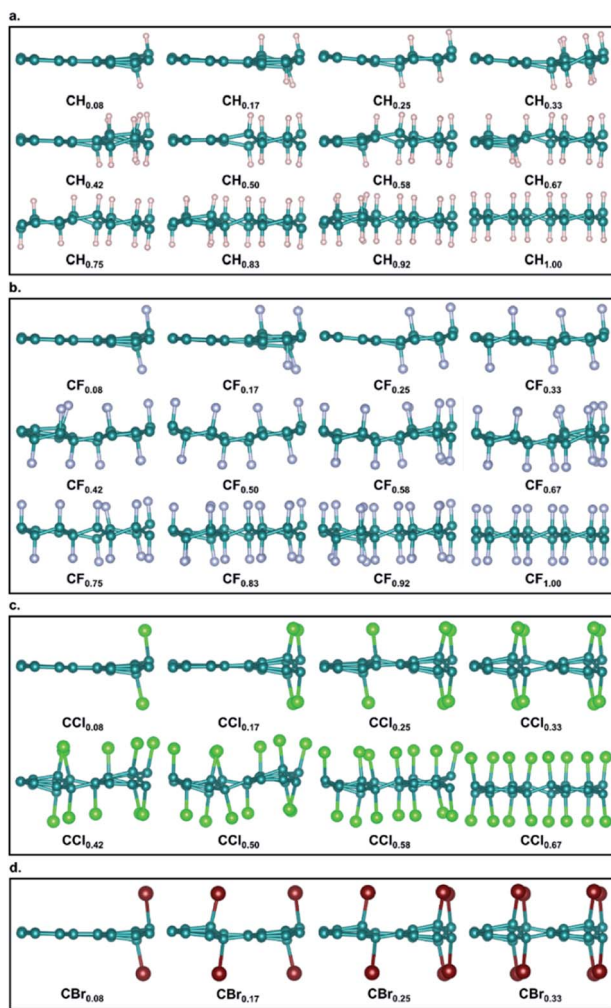 a.
CH0.08 CH0.17 CH0.25 CH0.33
CH0.42 CH0.50 CH0.58 CH0.67
CH0.75 CH0.83 CH0.92 CH1.00
b.
CF0.08 CF0.17 CF0.25 CF0.33
CF0.42 CF0.50 CF0.58 CF0.67
CF0.75 CF0.83 CF0.92 CF1.00
c.
CCl0.08 CCl0.17 CCl0.25 CCl0.33
CCl0.42 CCl0.50 CCl0.58 CCl0.67
d.
CBr0.08 CBr0.17 CBr0.25 CBr0.33